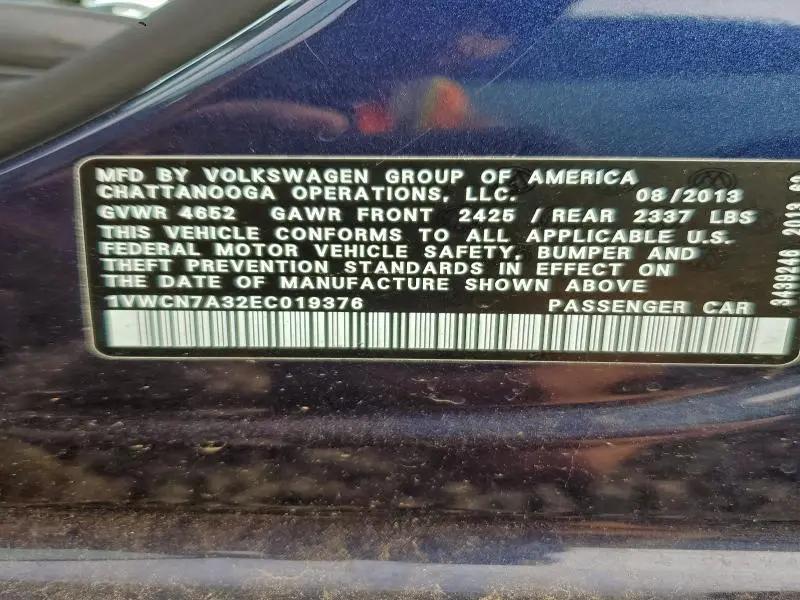 MFD BY VOLKSWAGEN GROUP OF AMERICA
CHATTANOOGA OPERATIONS, LLC. 08/2013
GVWR 4652 GAWR FRONT 2425 / REAR 2337 LBS
THIS VEHICLE CONFORMS TO ALL APPLICABLE U.S.
FEDERAL MOTOR VEHICLE SAFETY, BUMPER AND
THEFT PREVENTION STANDARDS IN EFFECT ON
THE DATE OF MANUFACTURE SHOWN ABOVE
1VWCN7A32EC019376 PASSENGER CAR
2013